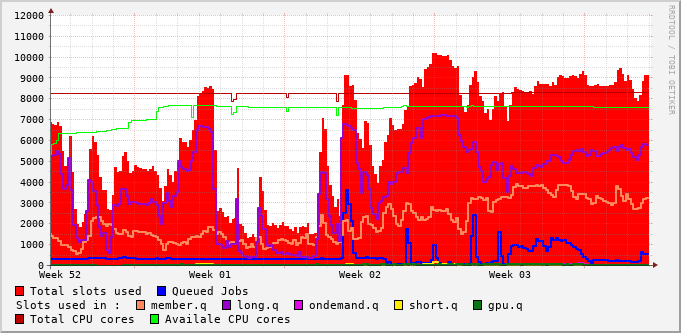 12000
11000
10000
9000
8000
7000
6000
5000
4000
3000
2000
1000
0
Week 52 Week 01 Week 02 Week 03
Total slots used Queued Jobs
Slots used in : member.q long.q ondemand.q short.q gpu.q
Total CPU cores Availale CPU cores
RRDTOOL / TOBI OETIKER